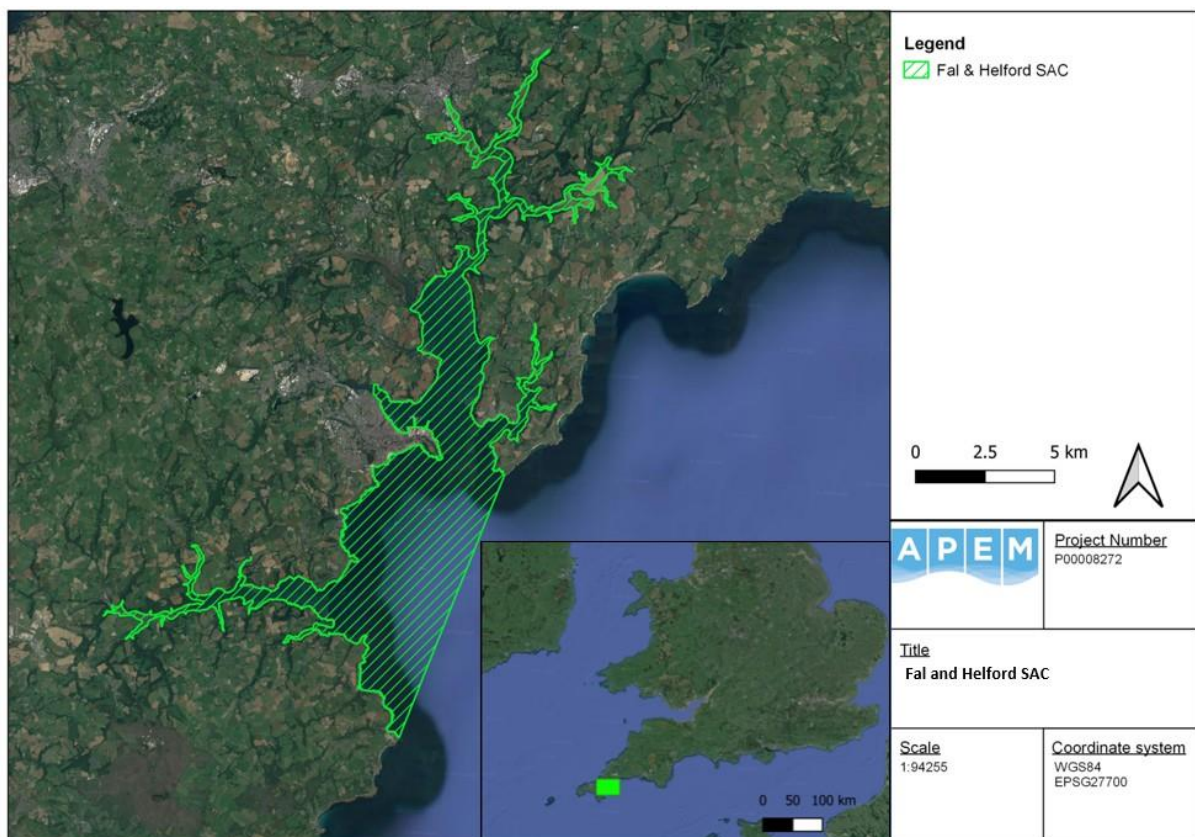 Legend
Fal & Helford SAC
0 2.5 5 km
APEM
Project Number
P00008272
Title
Fal and Helford SAC
Scale
1:94255
Coordinate system
WGS84
EPSG27700
0 50 100 km